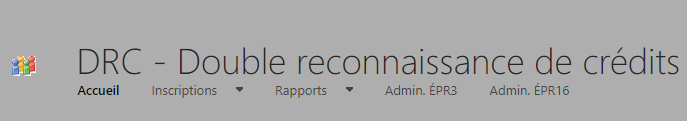 DRC - Double reconnaissance de crédits
Accueil Inscriptions Rapports Admin. ÉPR3 Admin. ÉPR16